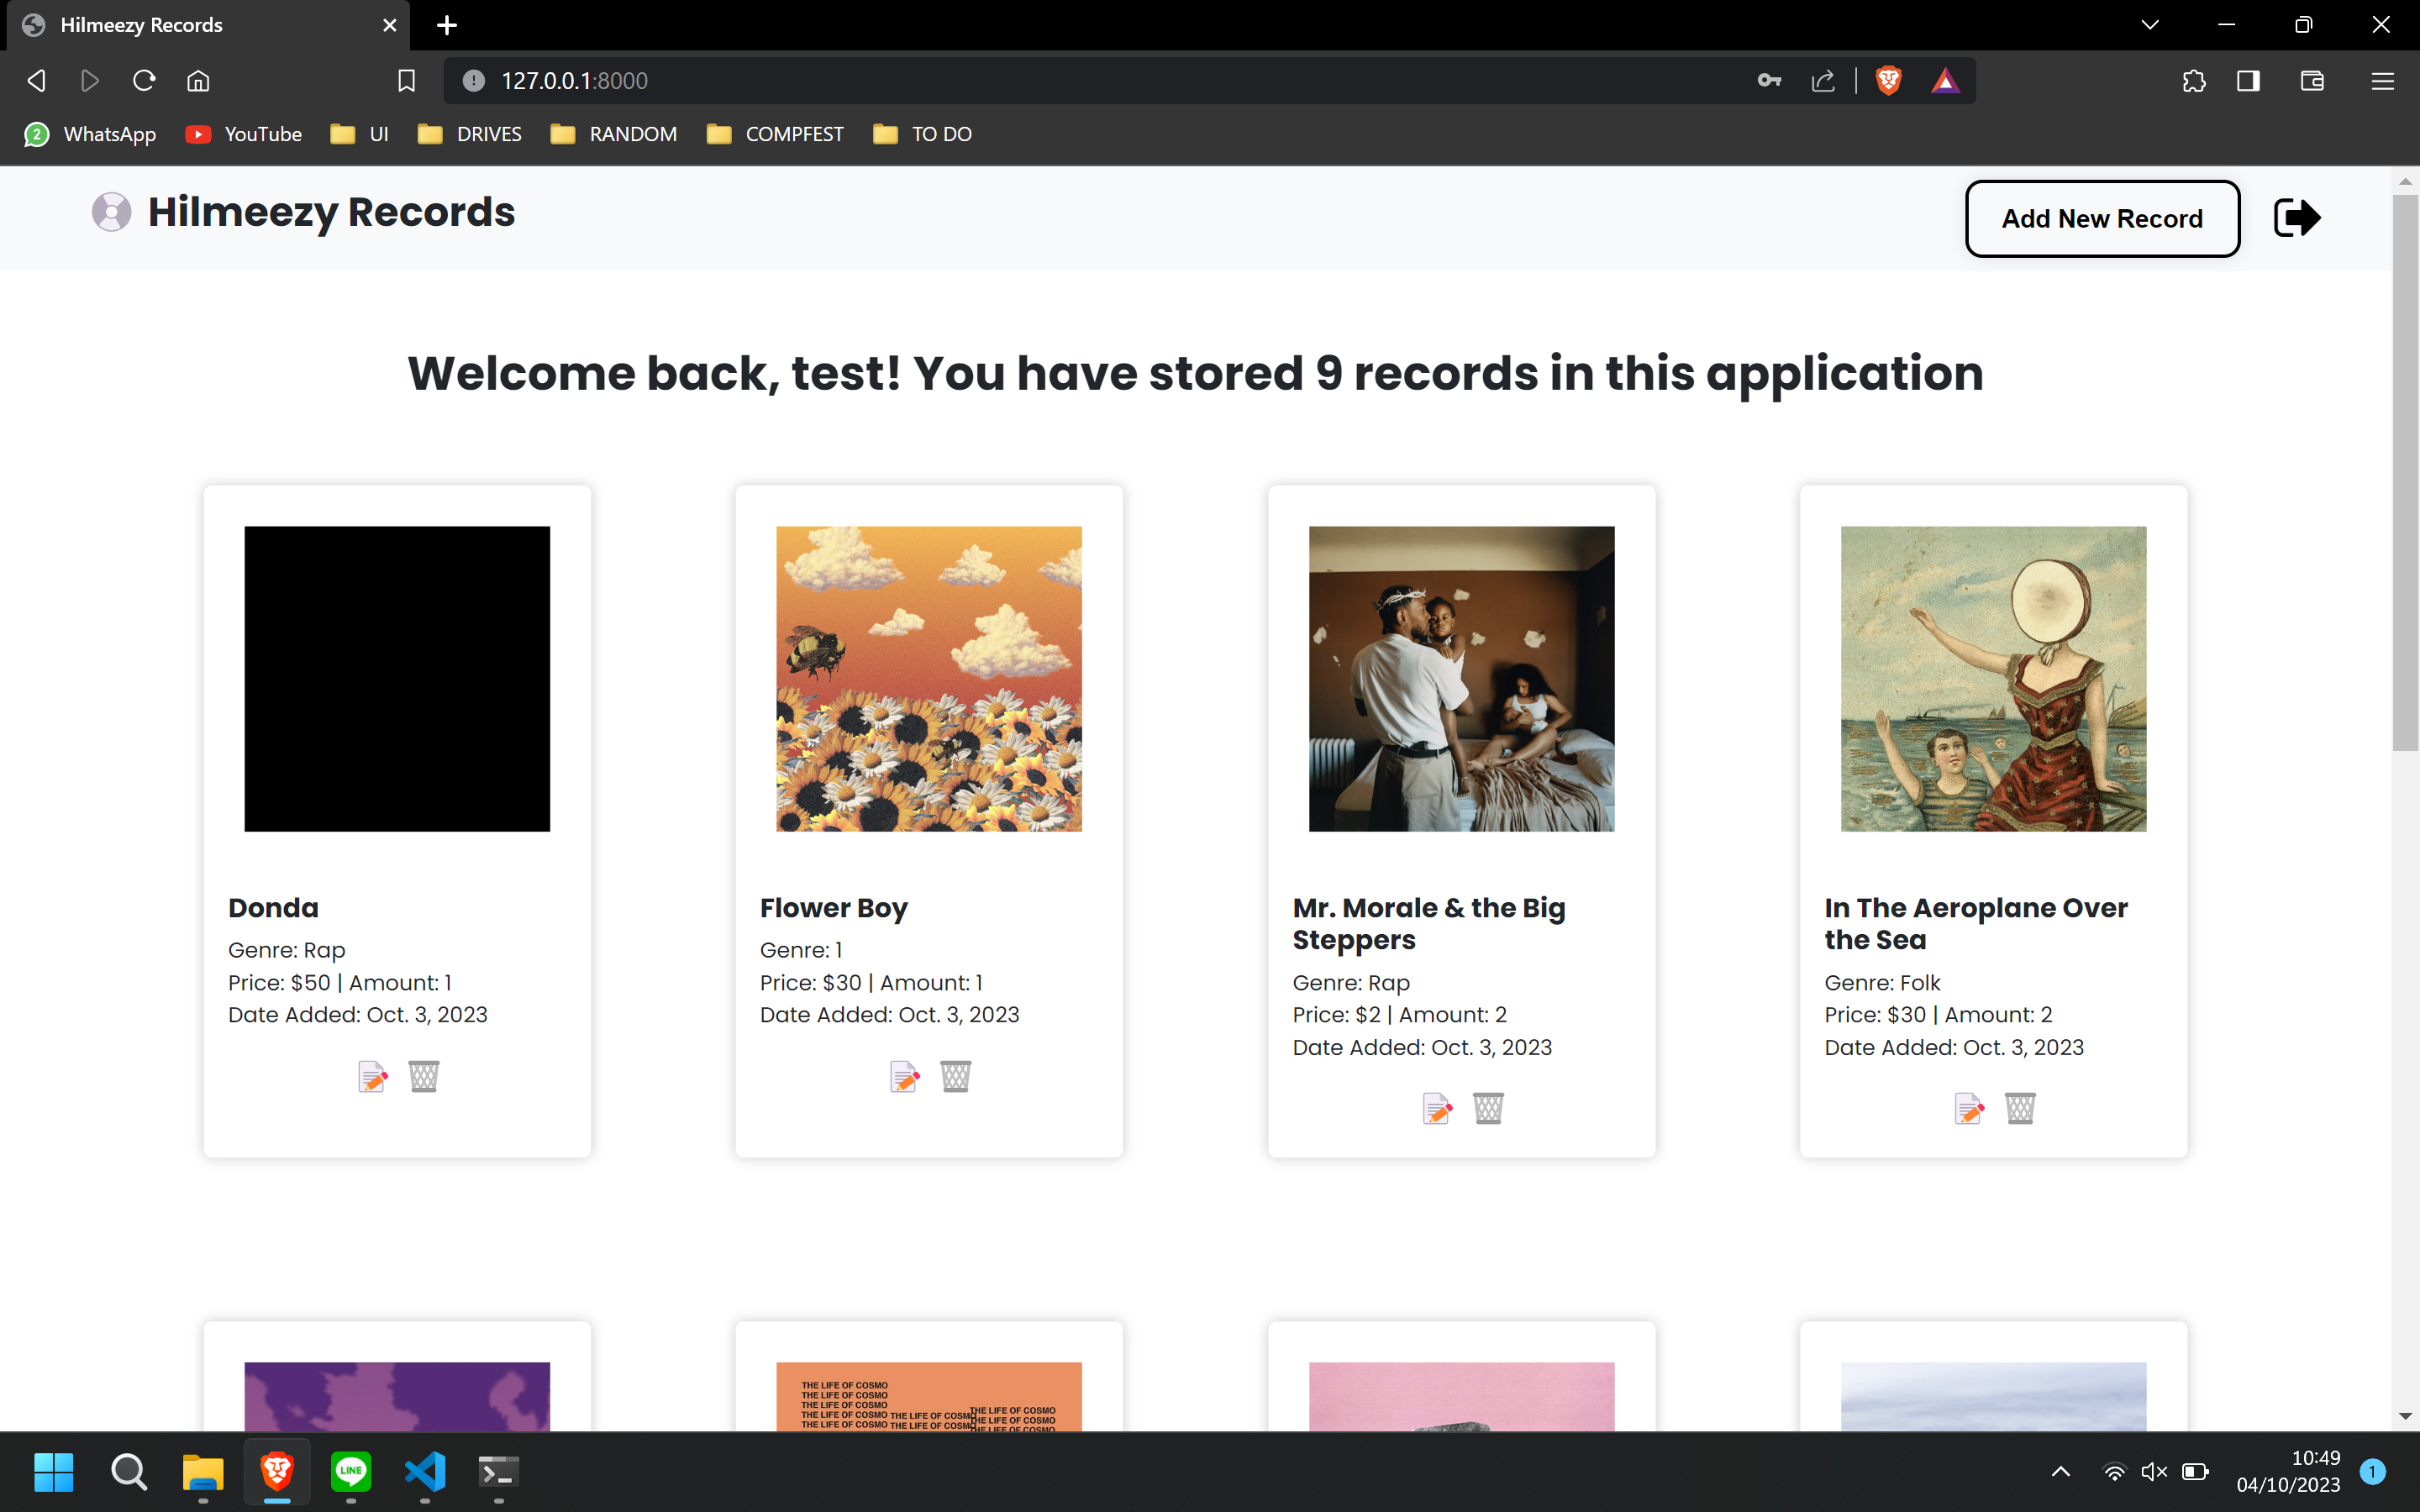 Hilmeezy Records
127.0.0.1:8000
2 WhatsApp YouTube UI DRIVES RANDOM COMPFEST TO DO
Hilmeezy Records
Add New Record
Welcome back, test! You have stored 9 records in this application
Donda
Genre: Rap
Price: $50 | Amount: 1
Date Added: Oct. 3, 2023
Flower Boy
Genre: 1
Price: $30 | Amount: 1
Date Added: Oct. 3, 2023
Mr. Morale & the Big
Steppers
Genre: Rap
Price: $2 | Amount: 2
Date Added: Oct. 3, 2023
In The Aeroplane Over
the Sea
Genre: Folk
Price: $30 | Amount: 2
Date Added: Oct. 3, 2023
THE LIFE OF COSMO
THE LIFE OF COSMO
THE LIFE OF COSMO
THE LIFE OF COSMO
THE LIFE OF COSMO
THE LIFE OF COSMO
THE LIFE OF COSMO
THE LIFE OF COSMO
THE LIFE OF COSMO
THE LIFE OF COSMO
LINE
10:49
04/10/2023
1